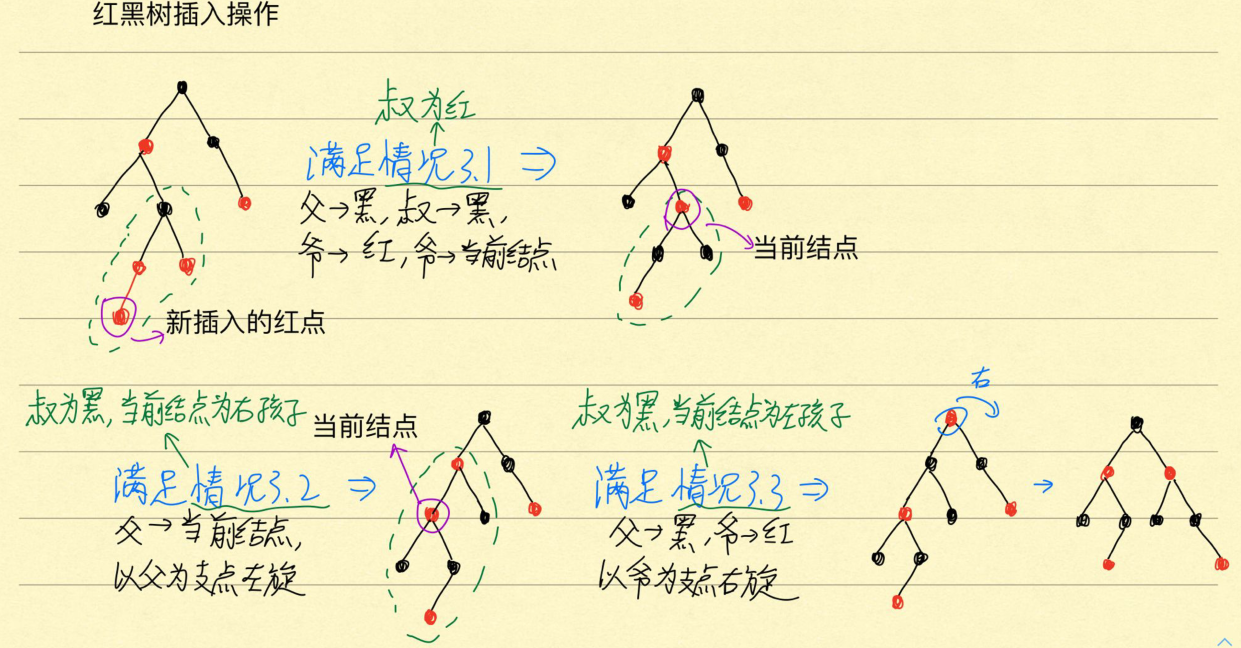 红黑树插入操作
叔为红
满足情况3.1 ⇒
父→黑,叔→黑,
爷→红,爷→当前结点
当前结点
新插入的红点
叔为黑,当前结点为右孩子
当前结点
满足情况3.2 ⇒
父→当前结点,
以父为支点左旋
叔为黑,当前结点为左孩子
满足情况3.3 ⇒
父→黑,爷→红
以爷为支点右旋
右